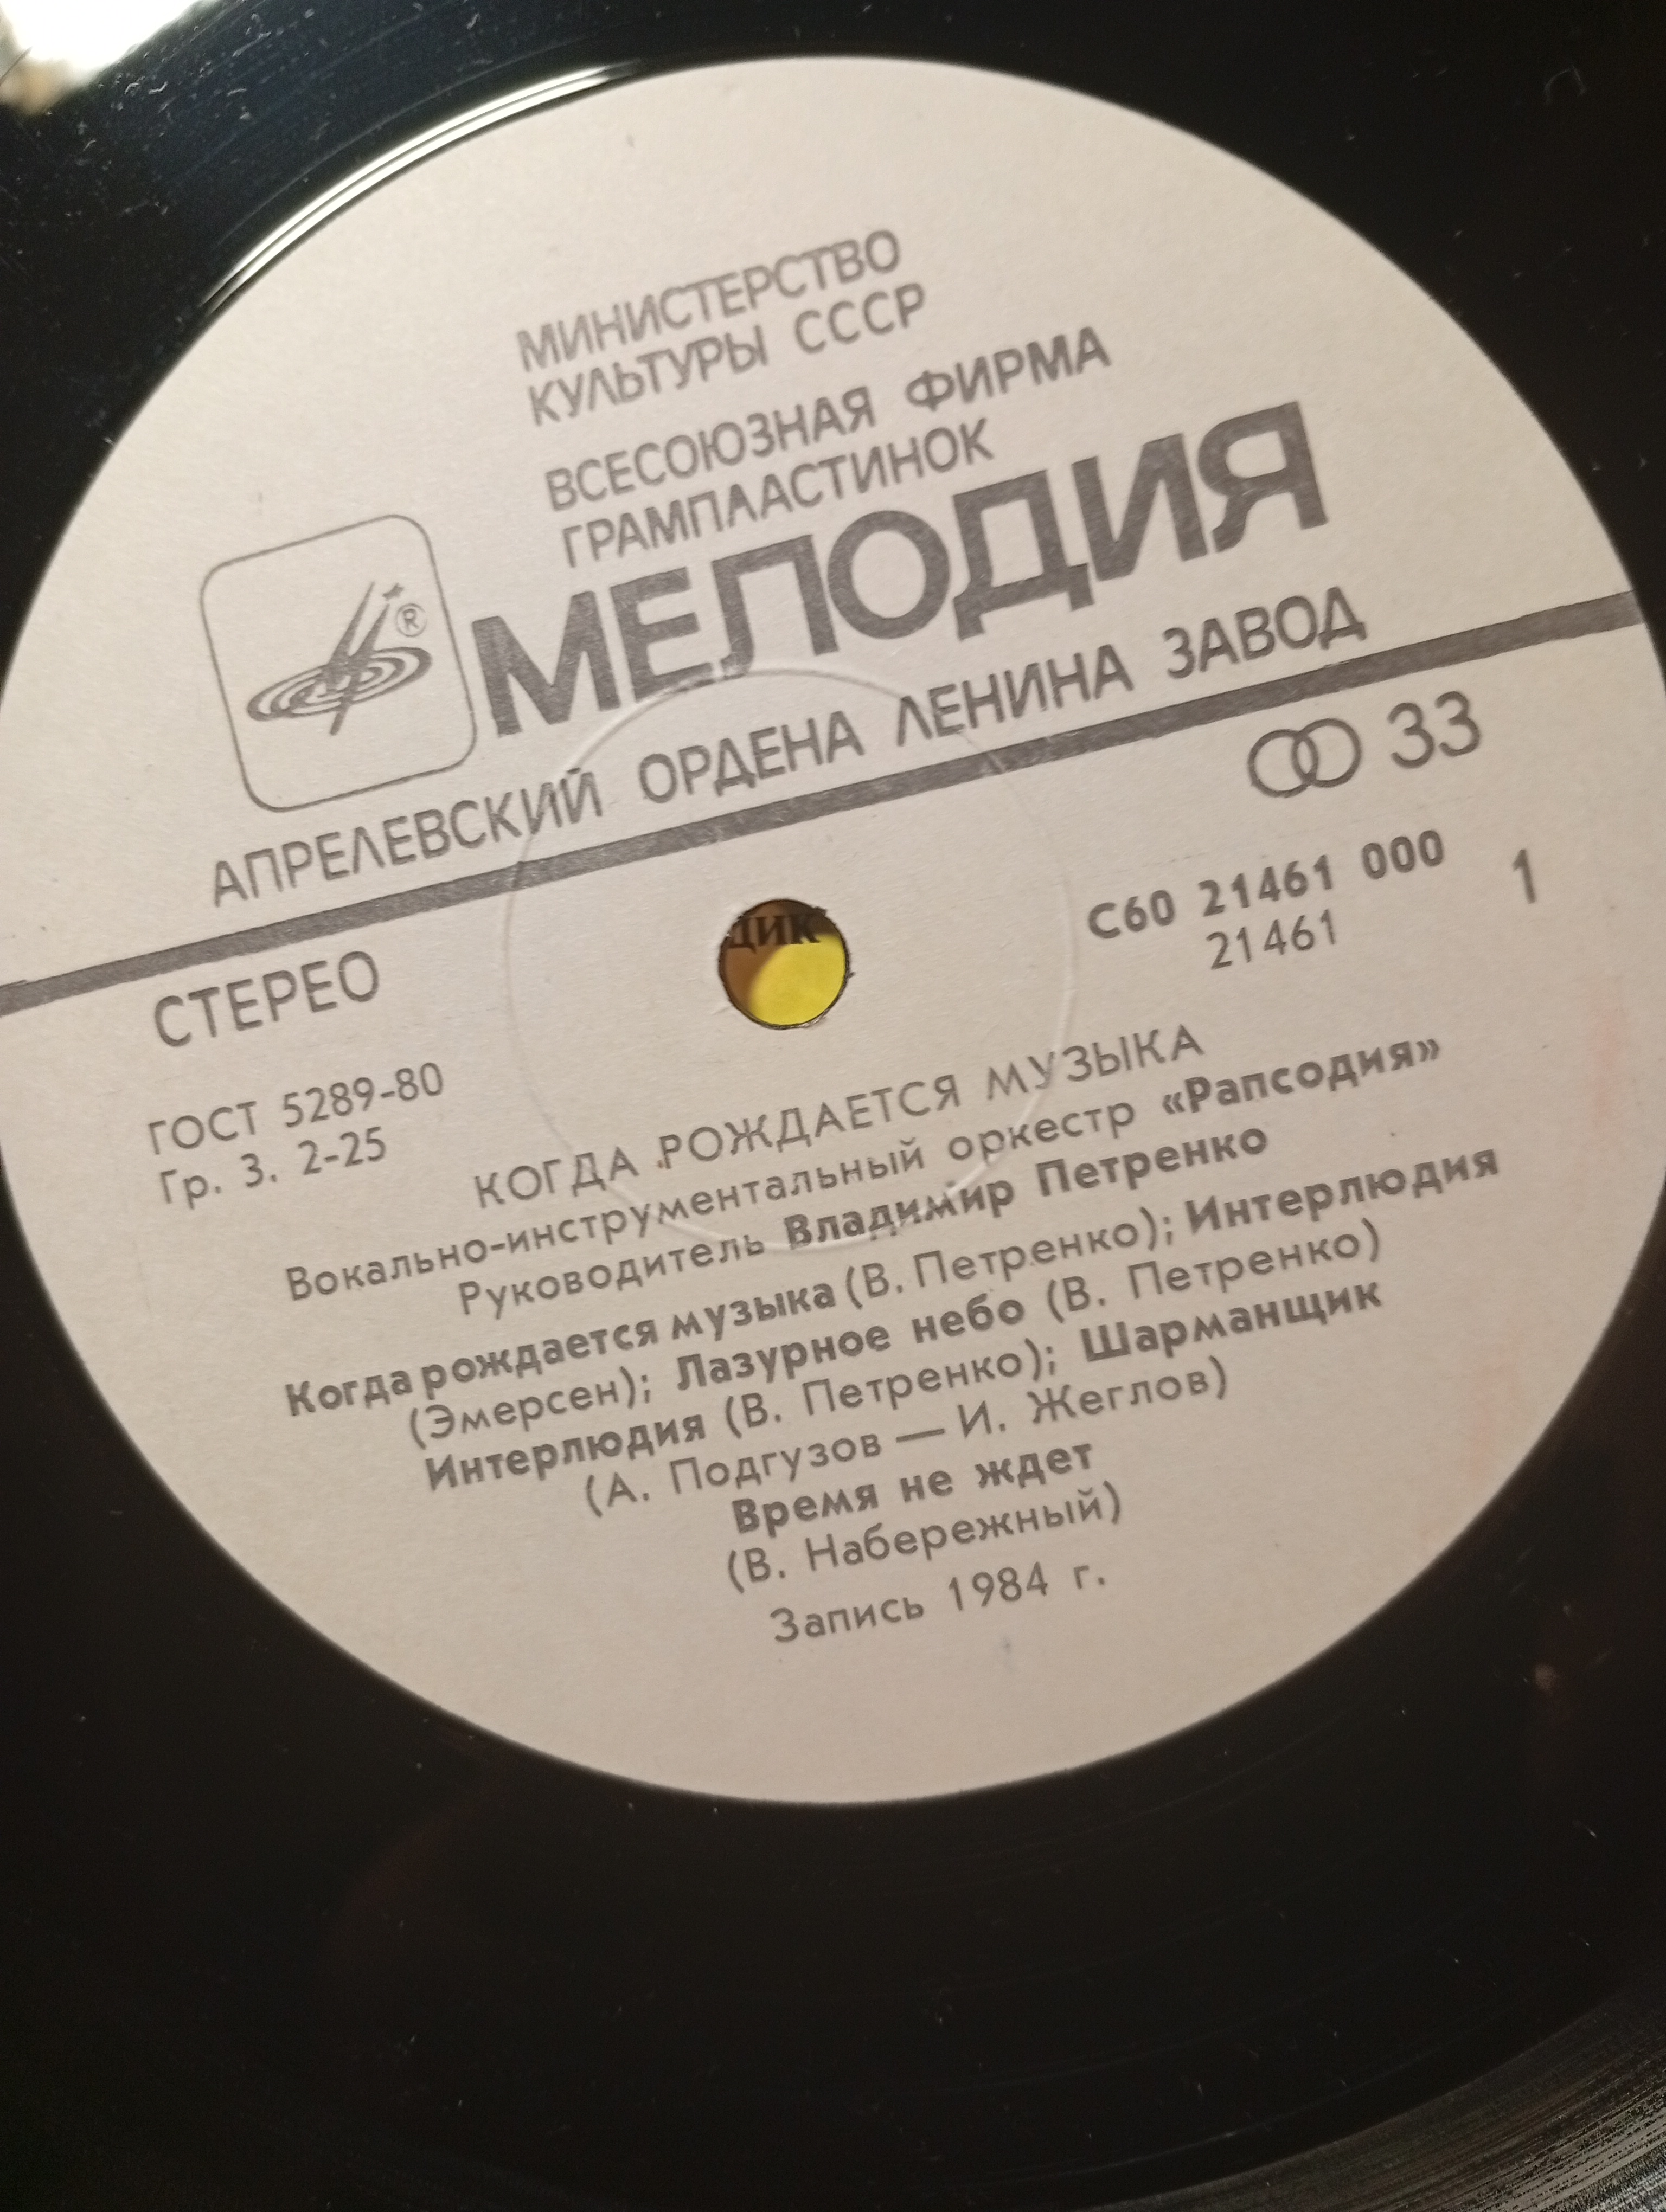 МИНИСТЕРСТВО
КУЛЬТУРЫ СССР
ВСЕСОЮЗНАЯ ФИРМА
ГРАМПЛАСТИНОК
МЕЛОДИЯ
®
АПРЕЛЕВСКИЙ ОРДЕНА ЛЕНИНА ЗАВОД
33
СТЕРЕО
С60 21461 000
21461
1
ГОСТ 5289-80
Гр. 3. 2-25
ДИК
КОГДА РОЖДАЕТСЯ МУЗЫКА
Вокально-инструментальный оркестр «Рапсодия»
Руководитель Владимир Петренко
Когда рождается музыка (В. Петренко); Интерлюдия
(Эмерсен); Лазурное небо (В. Петренко)
Интерлюдия (В. Петренко); Шарманщик
(А. Подгузов — И. Жеглов)
Время не ждет
(В. Набережный)
Запись 1984 г.